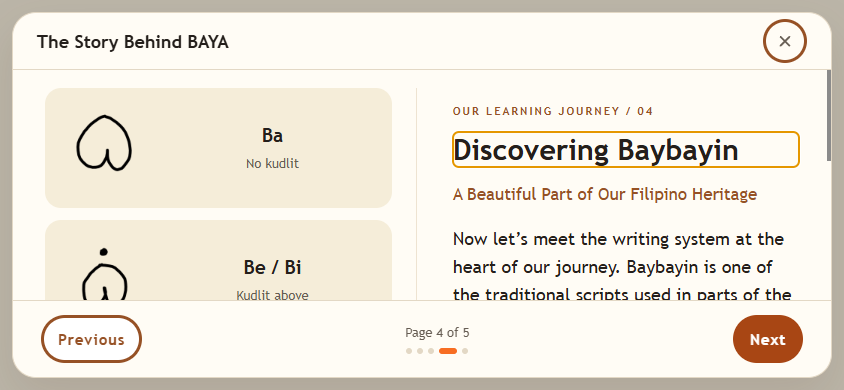 The Story Behind BAYA
ᜊ
Ba
No kudlit
ᜊᜒ
Be / Bi
Kudlit above
OUR LEARNING JOURNEY / 04
Discovering Baybayin
A Beautiful Part of Our Filipino Heritage
Now let’s meet the writing system at the
heart of our journey. Baybayin is one of
the traditional scripts used in parts of the
Previous
Page 4 of 5
Next